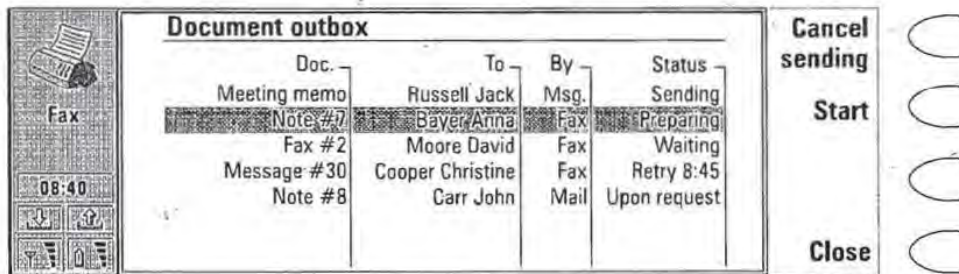 Document outbox
Doc. To By Status
Meeting memo Russell Jack Msg. Sending
Note #7 Bayer Anna Fax Preparing
Fax #2 Moore David Fax Waiting
Message #30 Cooper Christine Fax Retry 8:45
Note #8 Carr John Mail Upon request
Fax
08:40
Cancel
sending
Start
Close